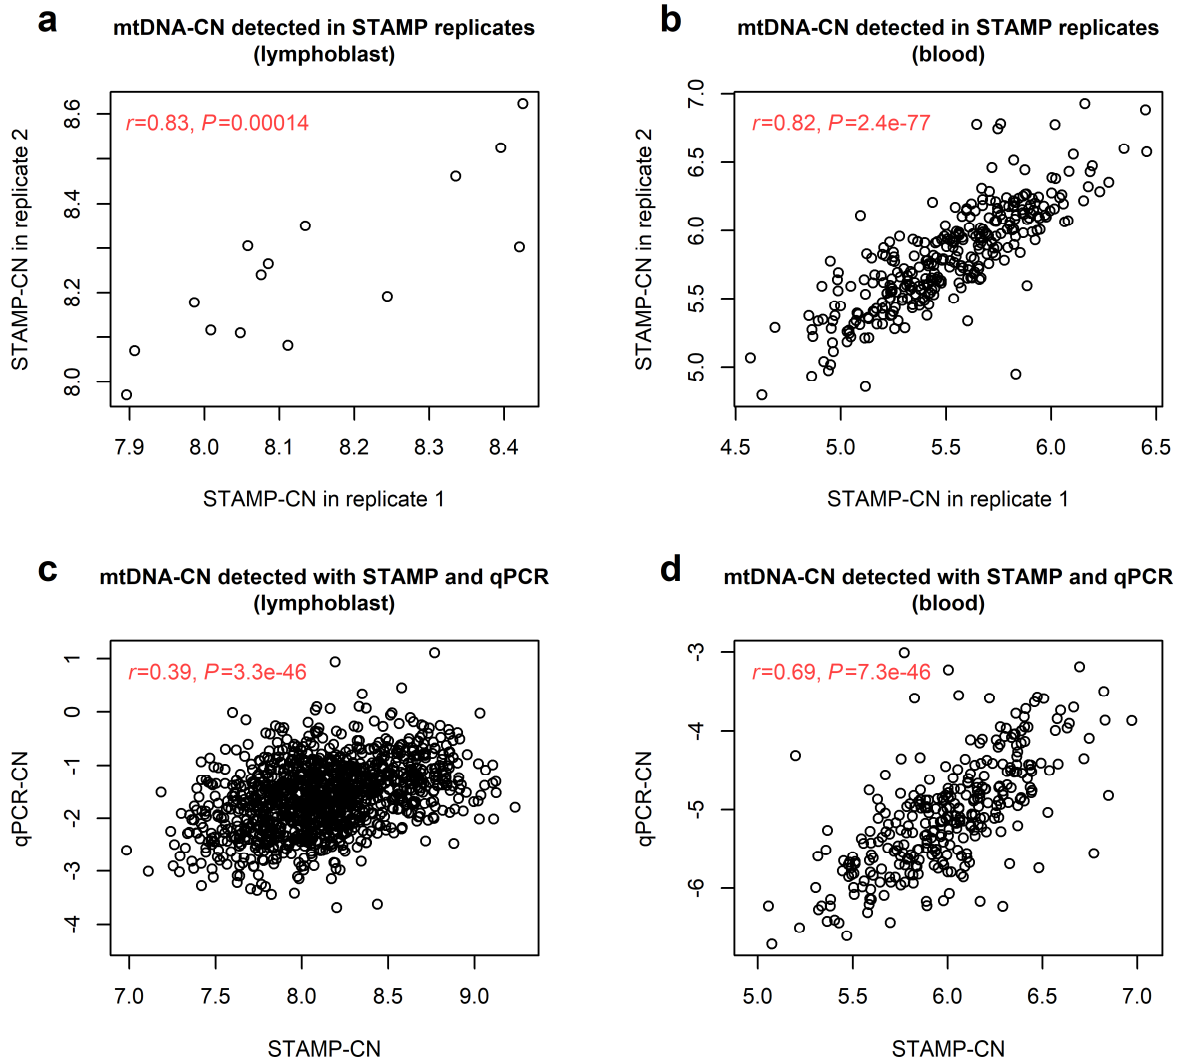 a
mtDNA-CN detected in STAMP replicates
(lymphoblast)
r=0.83, P=0.00014
STAMP-CN in replicate 2
8.6
8.4
8.2
8.0
7.9 8.0 8.1 8.2 8.3 8.4
STAMP-CN in replicate 1
b
mtDNA-CN detected in STAMP replicates
(blood)
r=0.82, P=2.4e-77
STAMP-CN in replicate 2
7.0
6.5
6.0
5.5
5.0
4.5 5.0 5.5 6.0 6.5
STAMP-CN in replicate 1
c
mtDNA-CN detected with STAMP and qPCR
(lymphoblast)
r=0.39, P=3.3e-46
qPCR-CN
1
0
-1
-2
-3
-4
7.0 7.5 8.0 8.5 9.0
STAMP-CN
d
mtDNA-CN detected with STAMP and qPCR
(blood)
r=0.69, P=7.3e-46
qPCR-CN
-3
-4
-5
-6
5.0 5.5 6.0 6.5 7.0
STAMP-CN